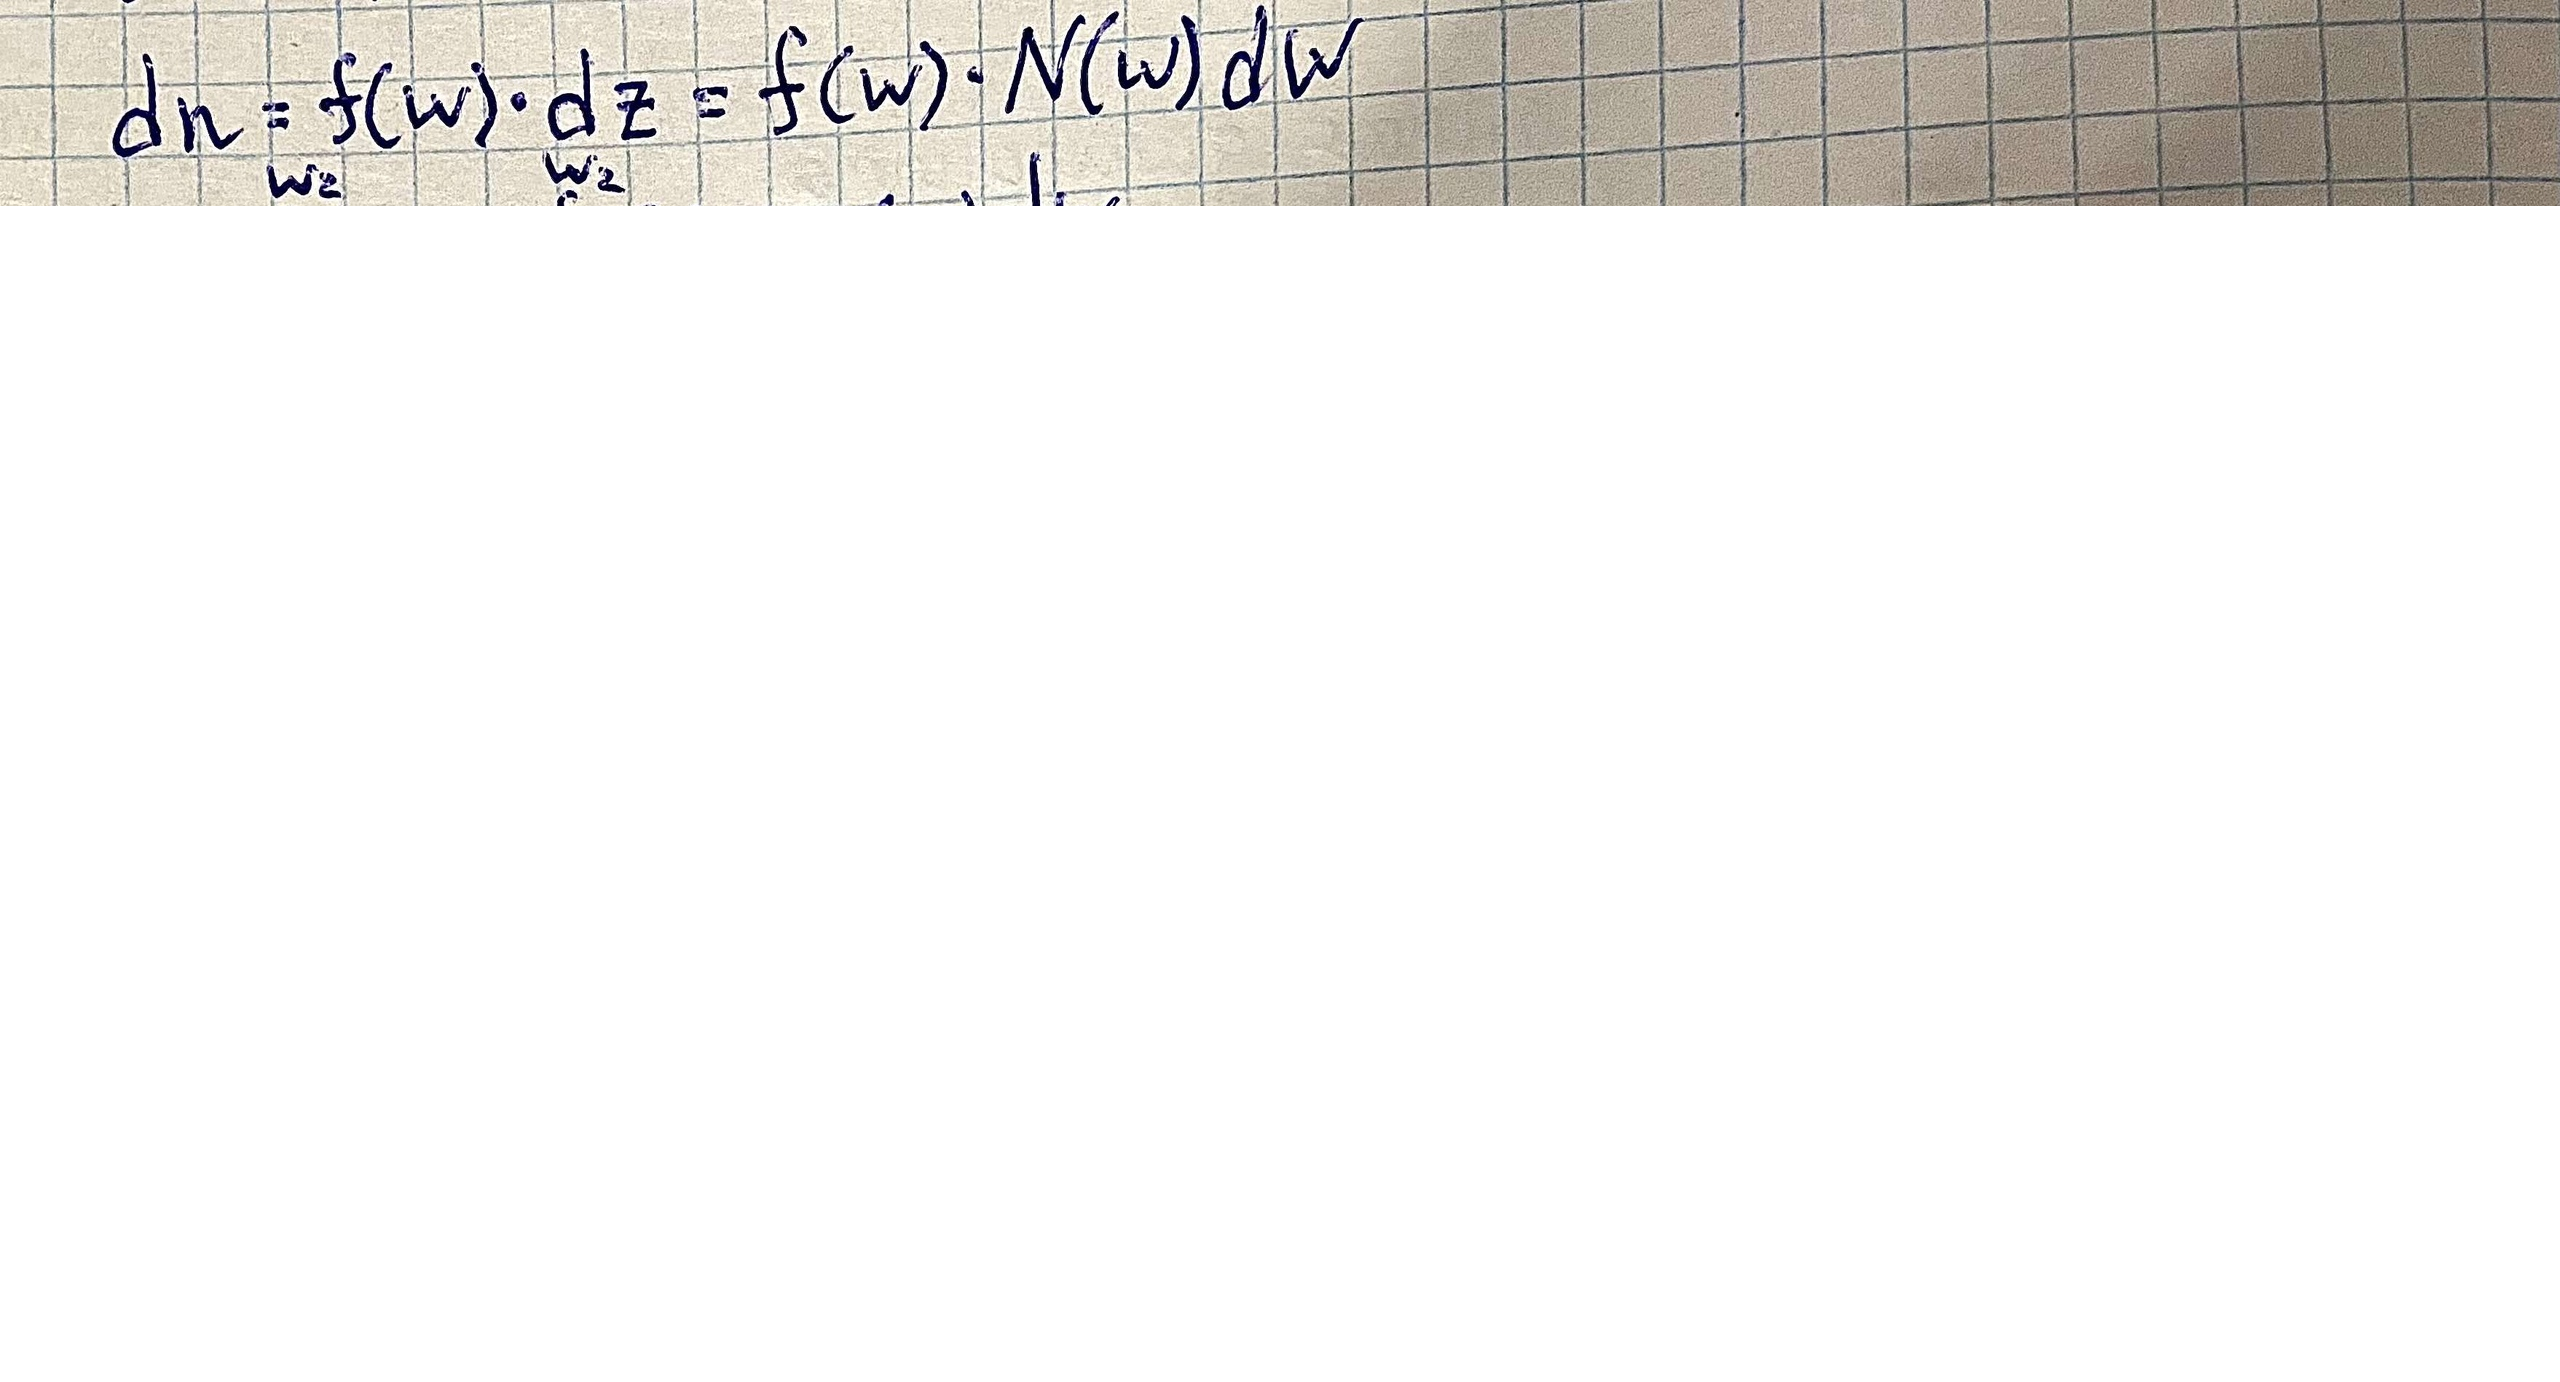 dn = f(w) · dz = f(w) · N(w) dw
w₂ w₂